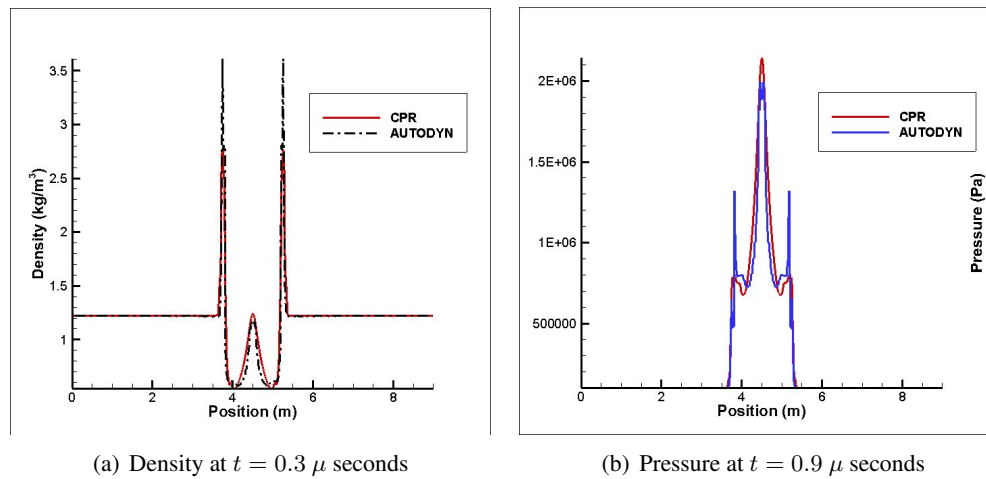 3.5
3
2.5
2
1.5
1
0
2
4
6
8
Density (kg/m³)
Position (m)
CPR
AUTODYN
(a) Density at t = 0.3 μ seconds
2E+06
1.5E+06
1E+06
500000
0
2
4
6
8
Pressure (Pa)
Position (m)
CPR
AUTODYN
(b) Pressure at t = 0.9 μ seconds